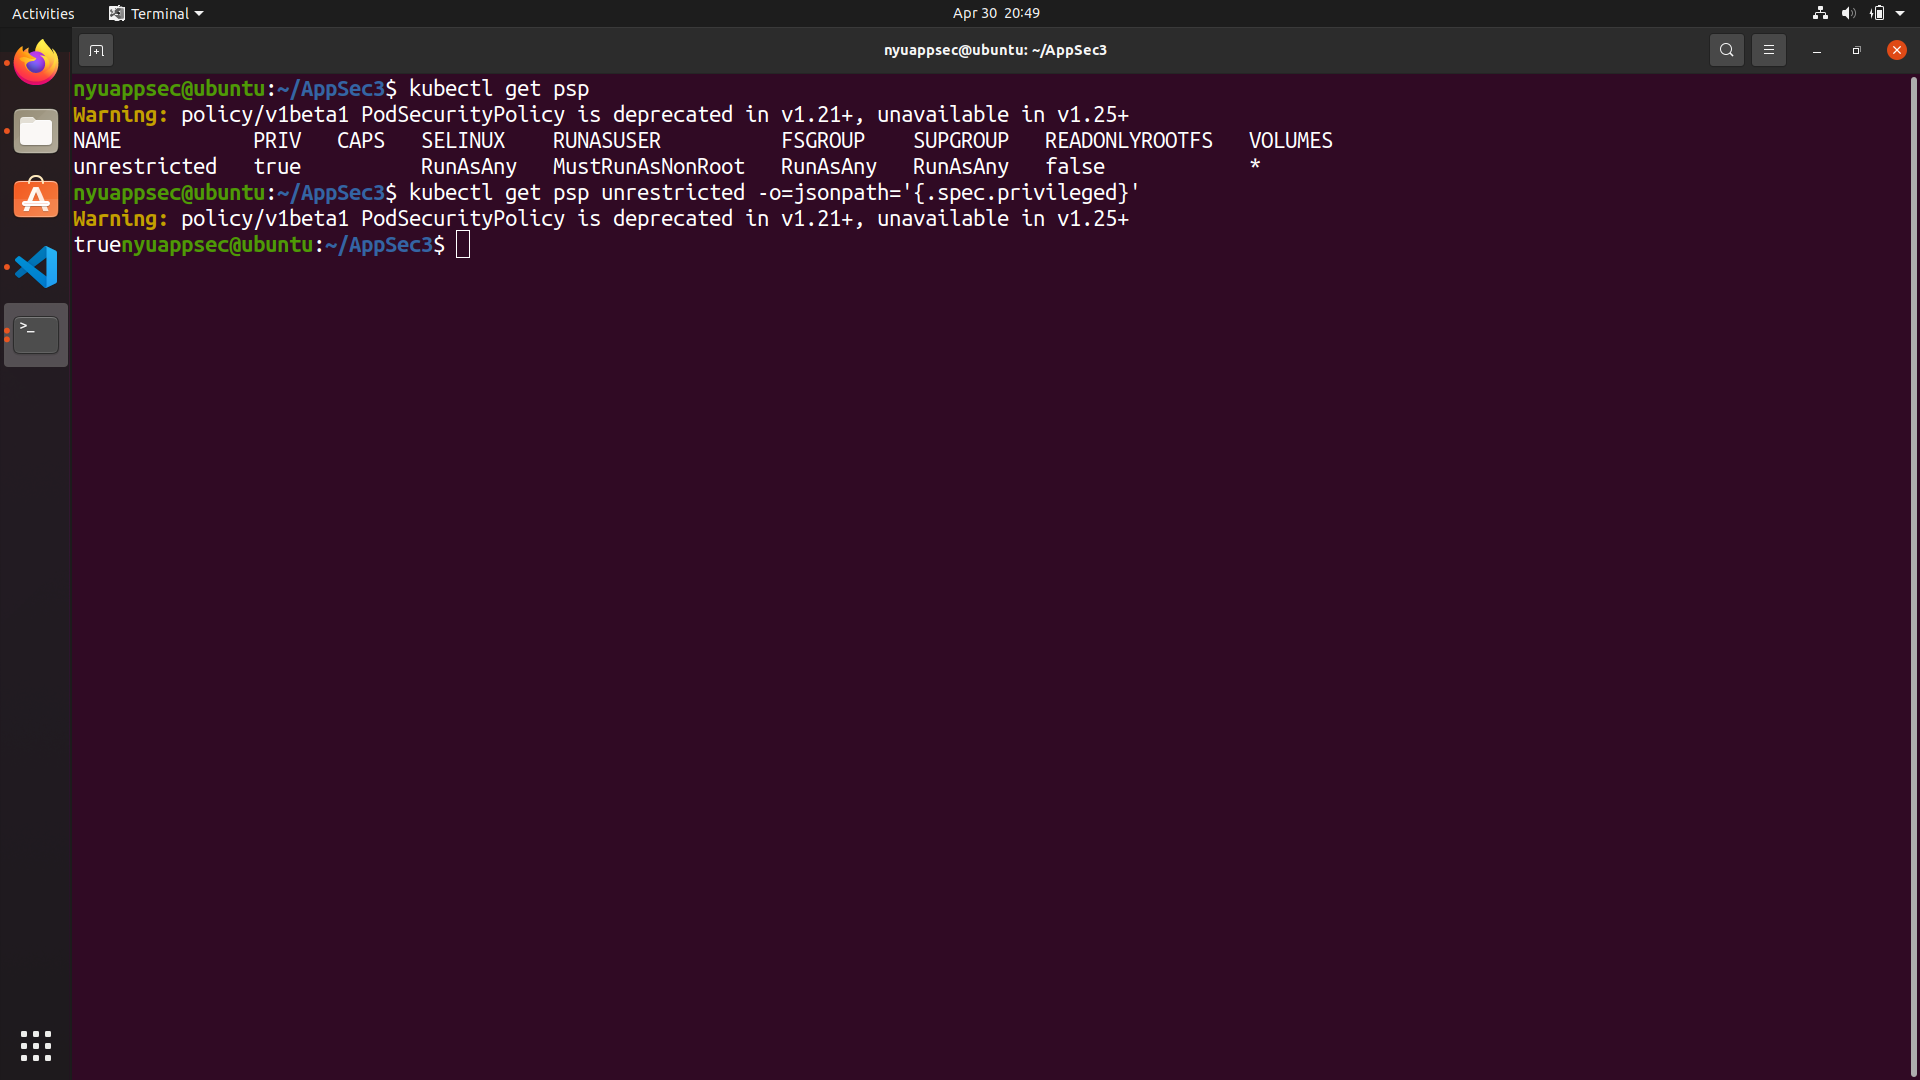 Activities Terminal Apr 30 20:49
nyuappsec@ubuntu: ~/AppSec3
nyuappsec@ubuntu:~/AppSec3$ kubectl get psp
Warning: policy/v1beta1 PodSecurityPolicy is deprecated in v1.21+, unavailable in v1.25+
NAME PRIV CAPS SELINUX RUNASUSER FSGROUP SUPGROUP READONLYROOTFS VOLUMES
unrestricted true RunAsAny MustRunAsNonRoot RunAsAny RunAsAny false *
nyuappsec@ubuntu:~/AppSec3$ kubectl get psp unrestricted -o=jsonpath='{.spec.privileged}'
Warning: policy/v1beta1 PodSecurityPolicy is deprecated in v1.21+, unavailable in v1.25+
truenyuappsec@ubuntu:~/AppSec3$